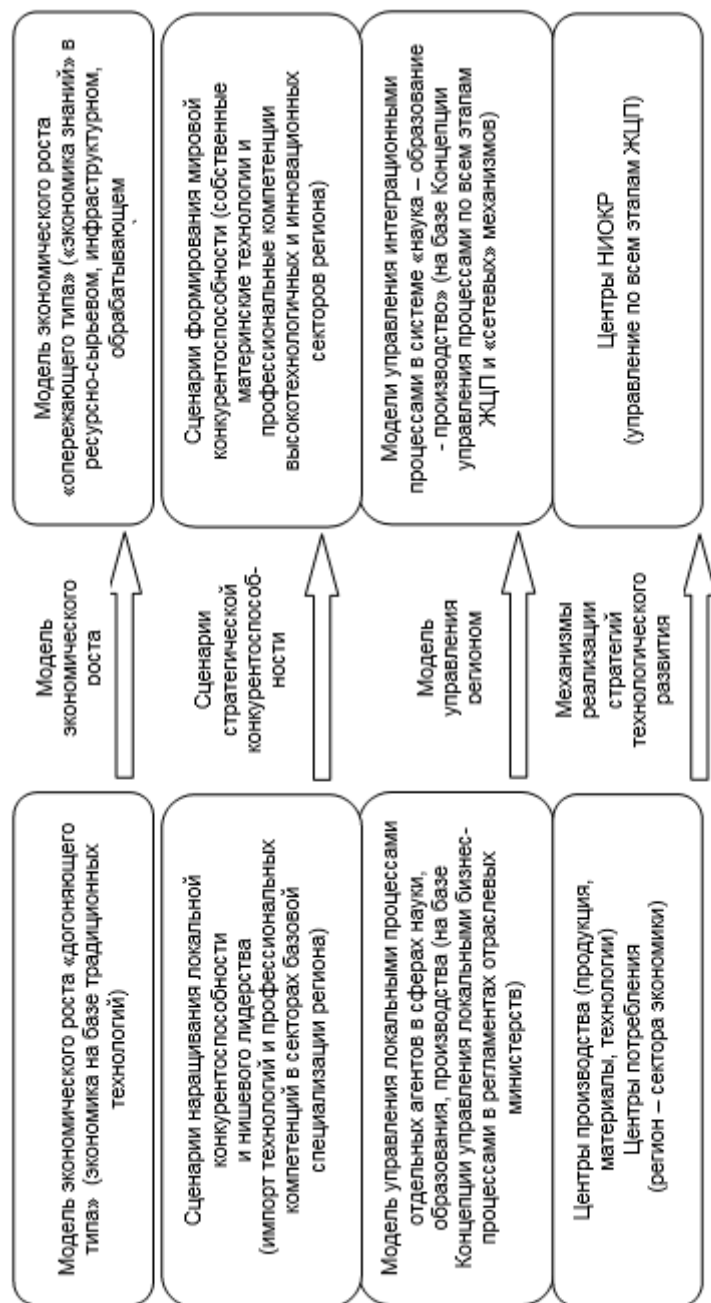 Модель экономического роста «догоняющего
типа» (экономика на базе традиционных
технологий)
Модель
экономического
роста
Модель экономического роста
«опережающего типа» («экономика знаний» в
ресурсно-сырьевом, инфраструктурном,
обрабатывающем
Сценарии наращивания локальной
конкурентоспособности
и нишевого лидерства
(импорт технологий и профессиональных
компетенций в секторах базовой
специализации региона)
Сценарии
стратегической
конкурентоспособ-
ности
Сценарии формирования мировой
конкурентоспособности (собственные
материнские технологии и
профессиональные компетенции
высокотехнологичных и инновационных
секторов региона)
Модель управления локальными процессами
отдельных агентов в сферах науки,
образования, производства (на базе
Концепции управления локальными бизнес-
процессами в регламентах отраслевых
министерств)
Модель
управления
регионом
Модели управления интеграционными
процессами в системе «наука – образование
- производство» (на базе Концепции
управления процессами по всем этапам
ЖЦП и «сетевых» механизмов)
Центры производства (продукция,
материалы, технологии)
Центры потребления
(регион – сектора экономики)
Механизмы
реализации
стратегий
технологического
развития
Центры НИОКР
(управление по всем этапам ЖЦП)